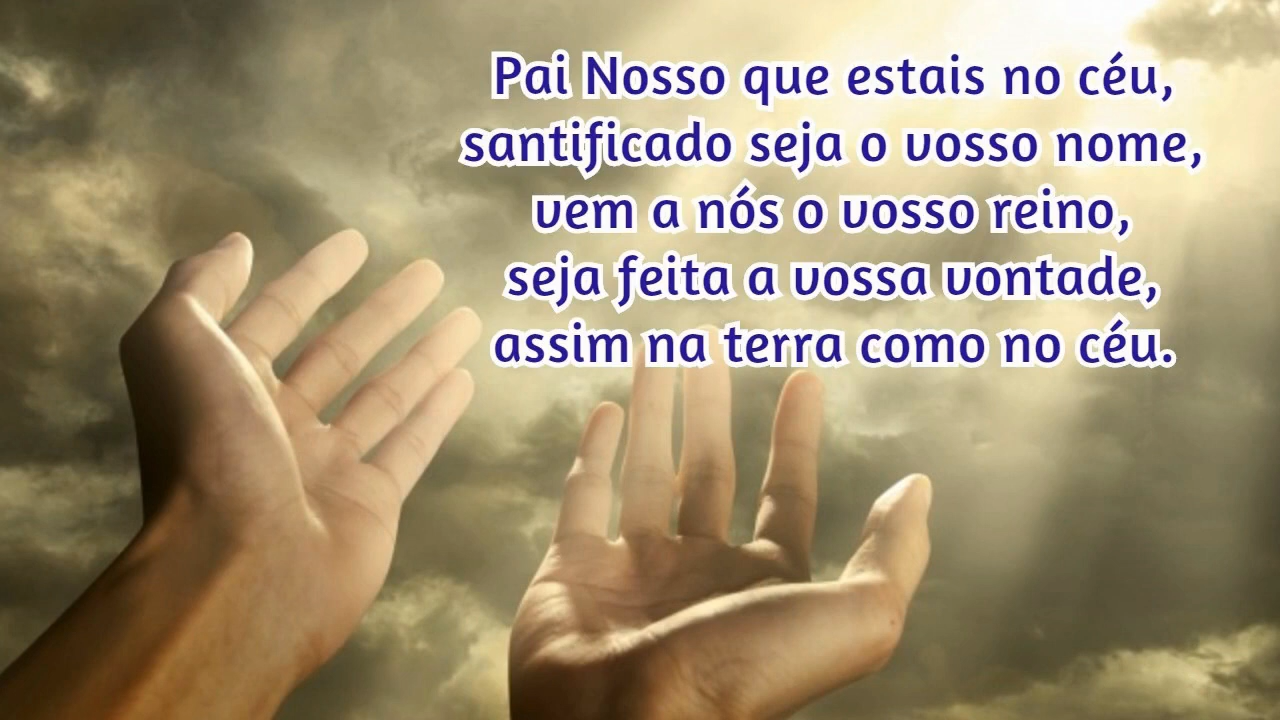 Pai Nosso que estais no céu,
santificado seja o vosso nome,
vem a nós o vosso reino,
seja feita a vossa vontade,
assim na terra como no céu.